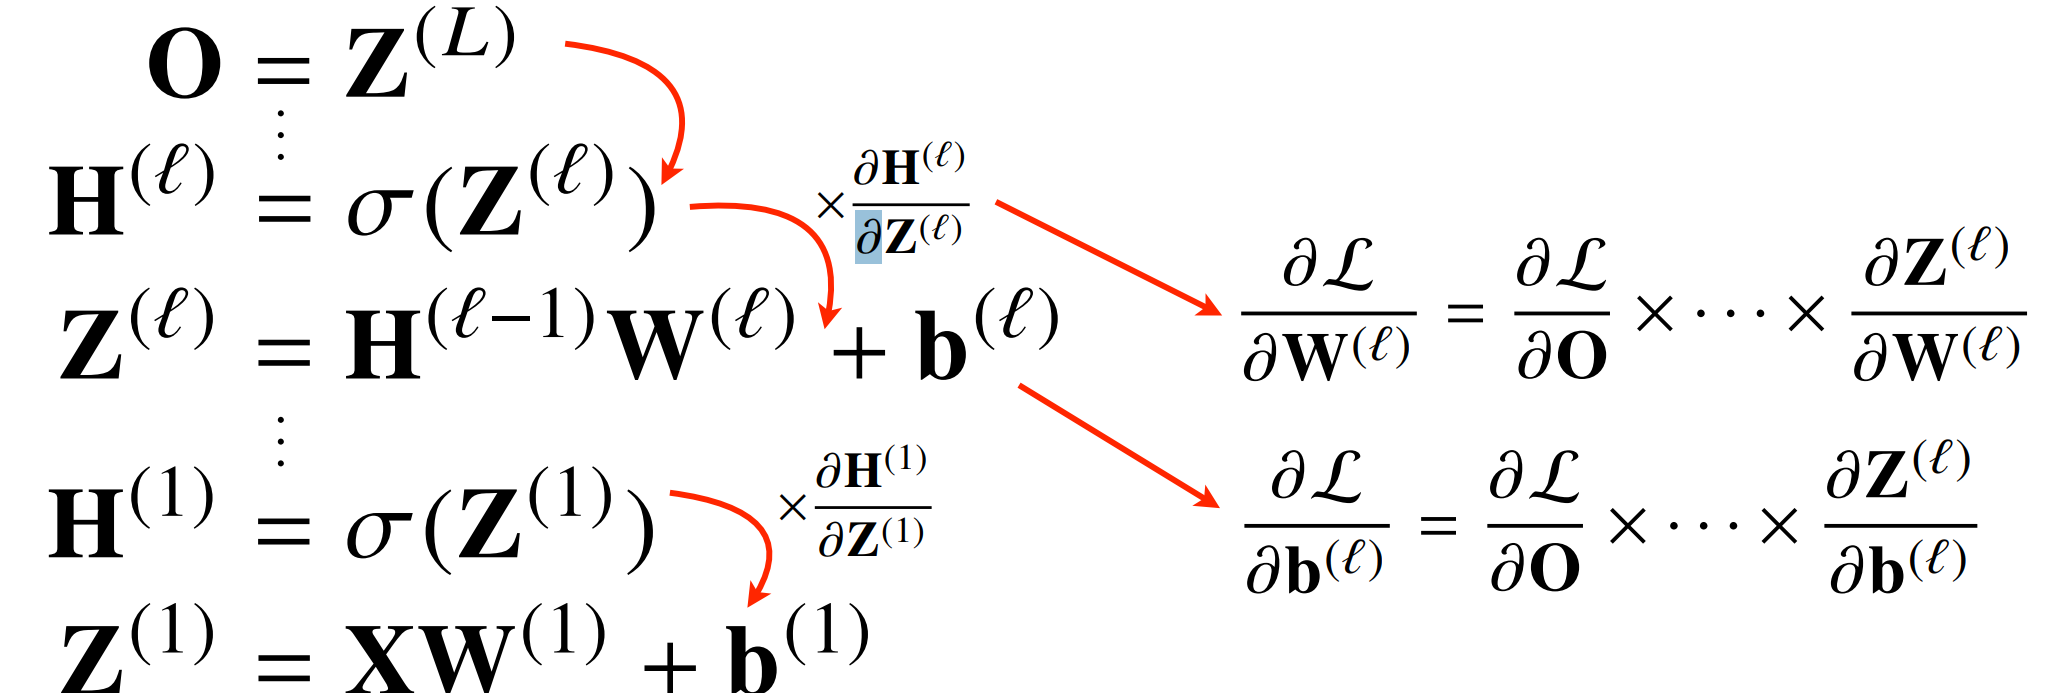 𝐎 = 𝐙^(L)
⋮
𝐇^(ℓ) = σ(𝐙^(ℓ))
× ∂𝐇^(ℓ) / ∂𝐙^(ℓ)
𝐙^(ℓ) = 𝐇^(ℓ−1)𝐖^(ℓ) + 𝐛^(ℓ)
∂ℒ / ∂𝐖^(ℓ) = ∂ℒ / ∂𝐎 × ⋯ × ∂𝐙^(ℓ) / ∂𝐖^(ℓ)
⋮
𝐇^(1) = σ(𝐙^(1))
× ∂𝐇^(1) / ∂𝐙^(1)
∂ℒ / ∂𝐛^(ℓ) = ∂ℒ / ∂𝐎 × ⋯ × ∂𝐙^(ℓ) / ∂𝐛^(ℓ)
𝐙^(1) = 𝐗𝐖^(1) + 𝐛^(1)